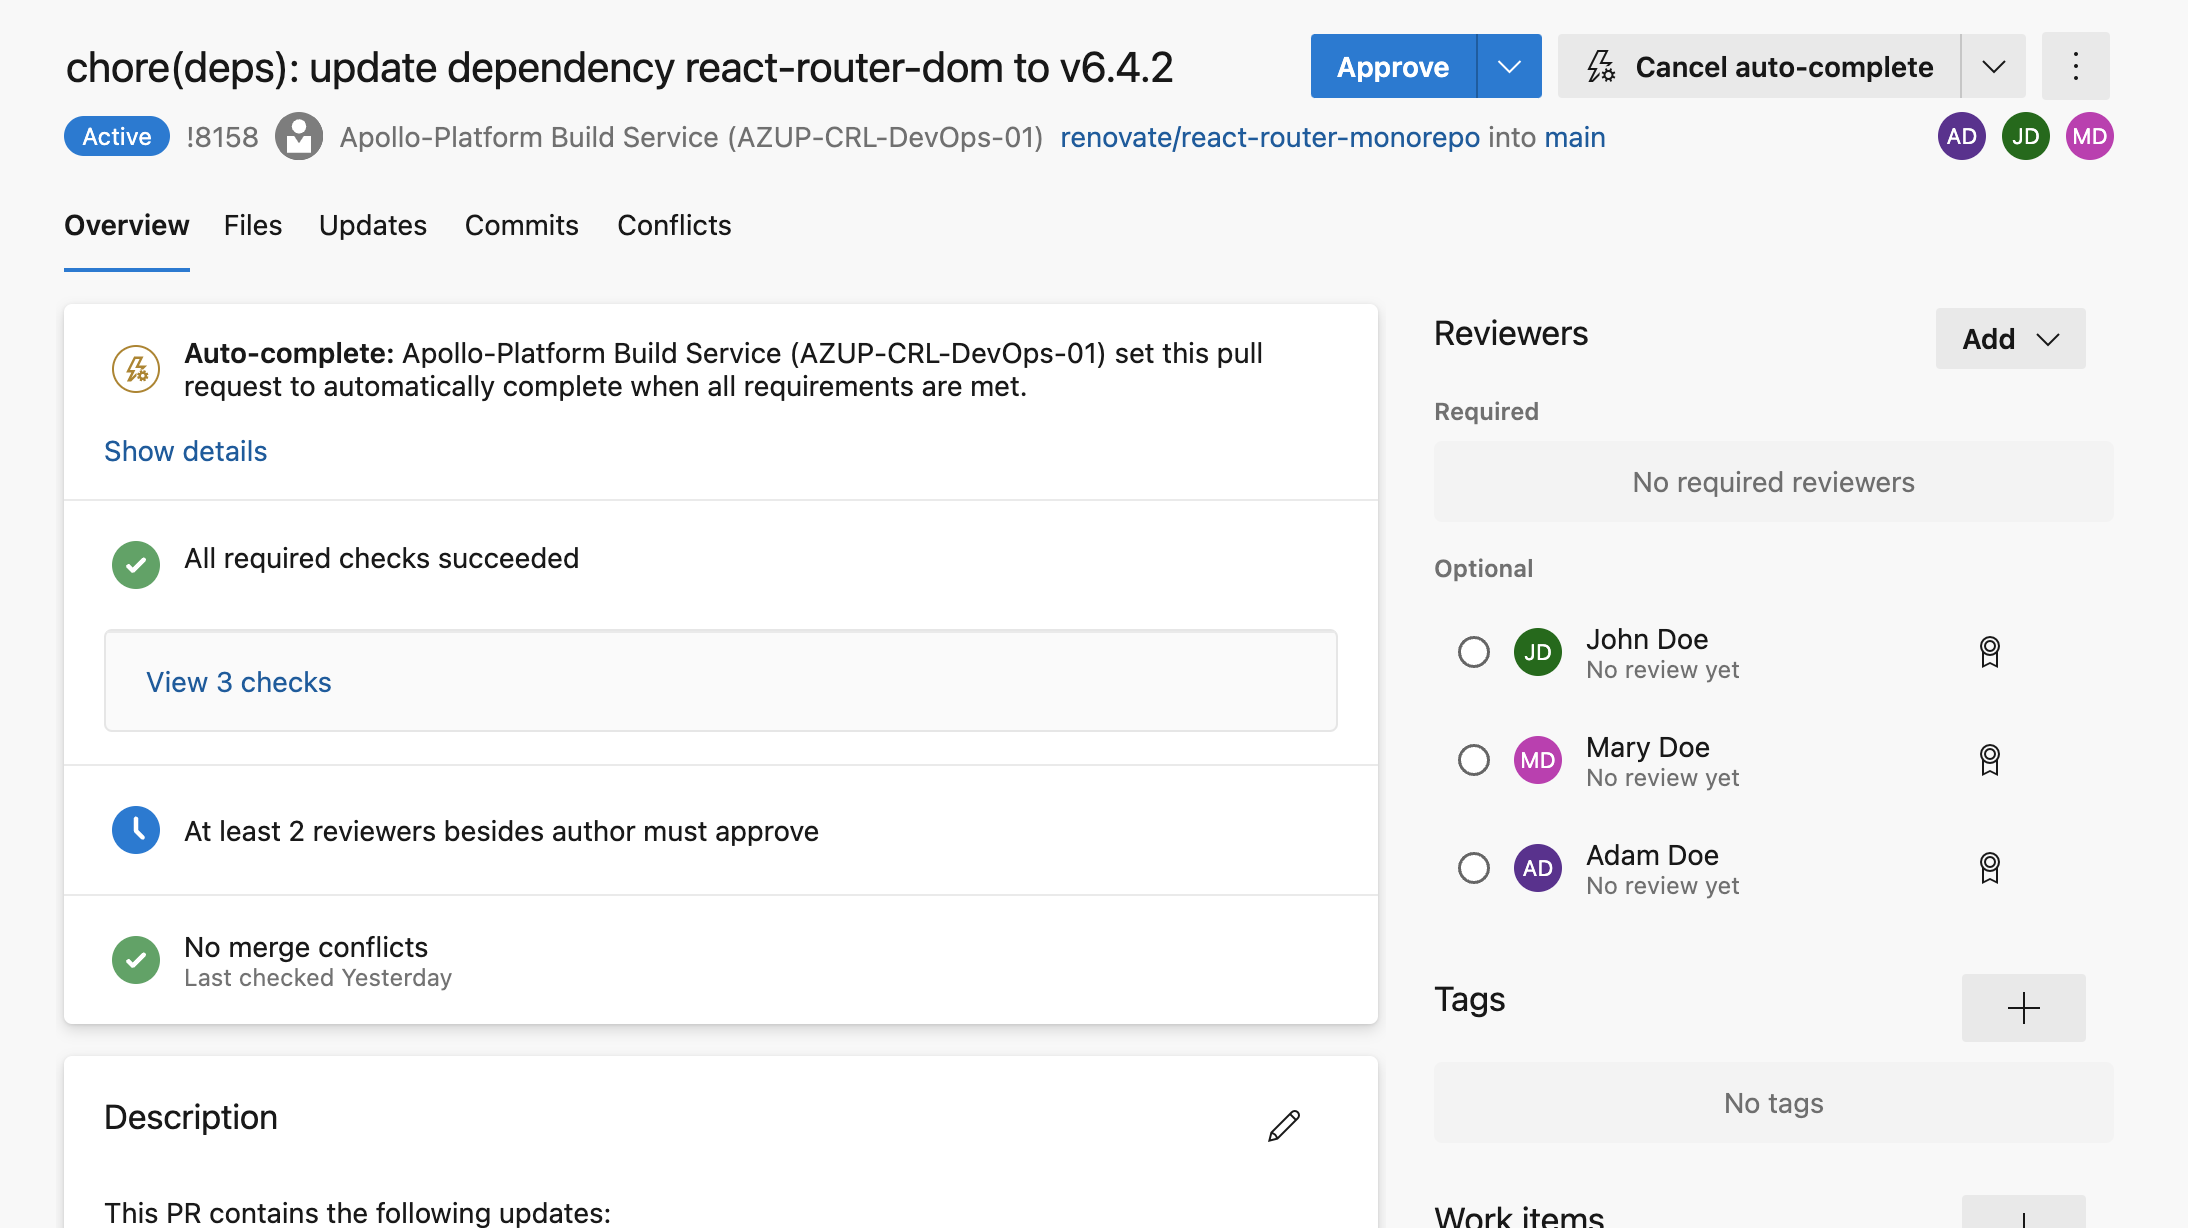 chore(deps): update dependency react-router-dom to v6.4.2
Approve
Cancel auto-complete
Active !8158 Apollo-Platform Build Service (AZUP-CRL-DevOps-01) renovate/react-router-monorepo into main
AD JD MD
Overview Files Updates Commits Conflicts
Auto-complete: Apollo-Platform Build Service (AZUP-CRL-DevOps-01) set this pull
request to automatically complete when all requirements are met.
Show details
All required checks succeeded
View 3 checks
At least 2 reviewers besides author must approve
No merge conflicts
Last checked Yesterday
Description
This PR contains the following updates:
Reviewers
Add
Required
No required reviewers
Optional
JD John Doe
No review yet
MD Mary Doe
No review yet
AD Adam Doe
No review yet
Tags
No tags
Work items